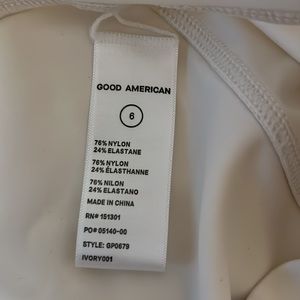 GOOD AMERICAN
6
76% NYLON
24% ELASTANE
76% NYLON
24% ÉLASTHANNE
76% NILON
24% ELASTANO
MADE IN CHINA
RN# 151301
PO# 05140-00
STYLE: GP0679
IVORY001